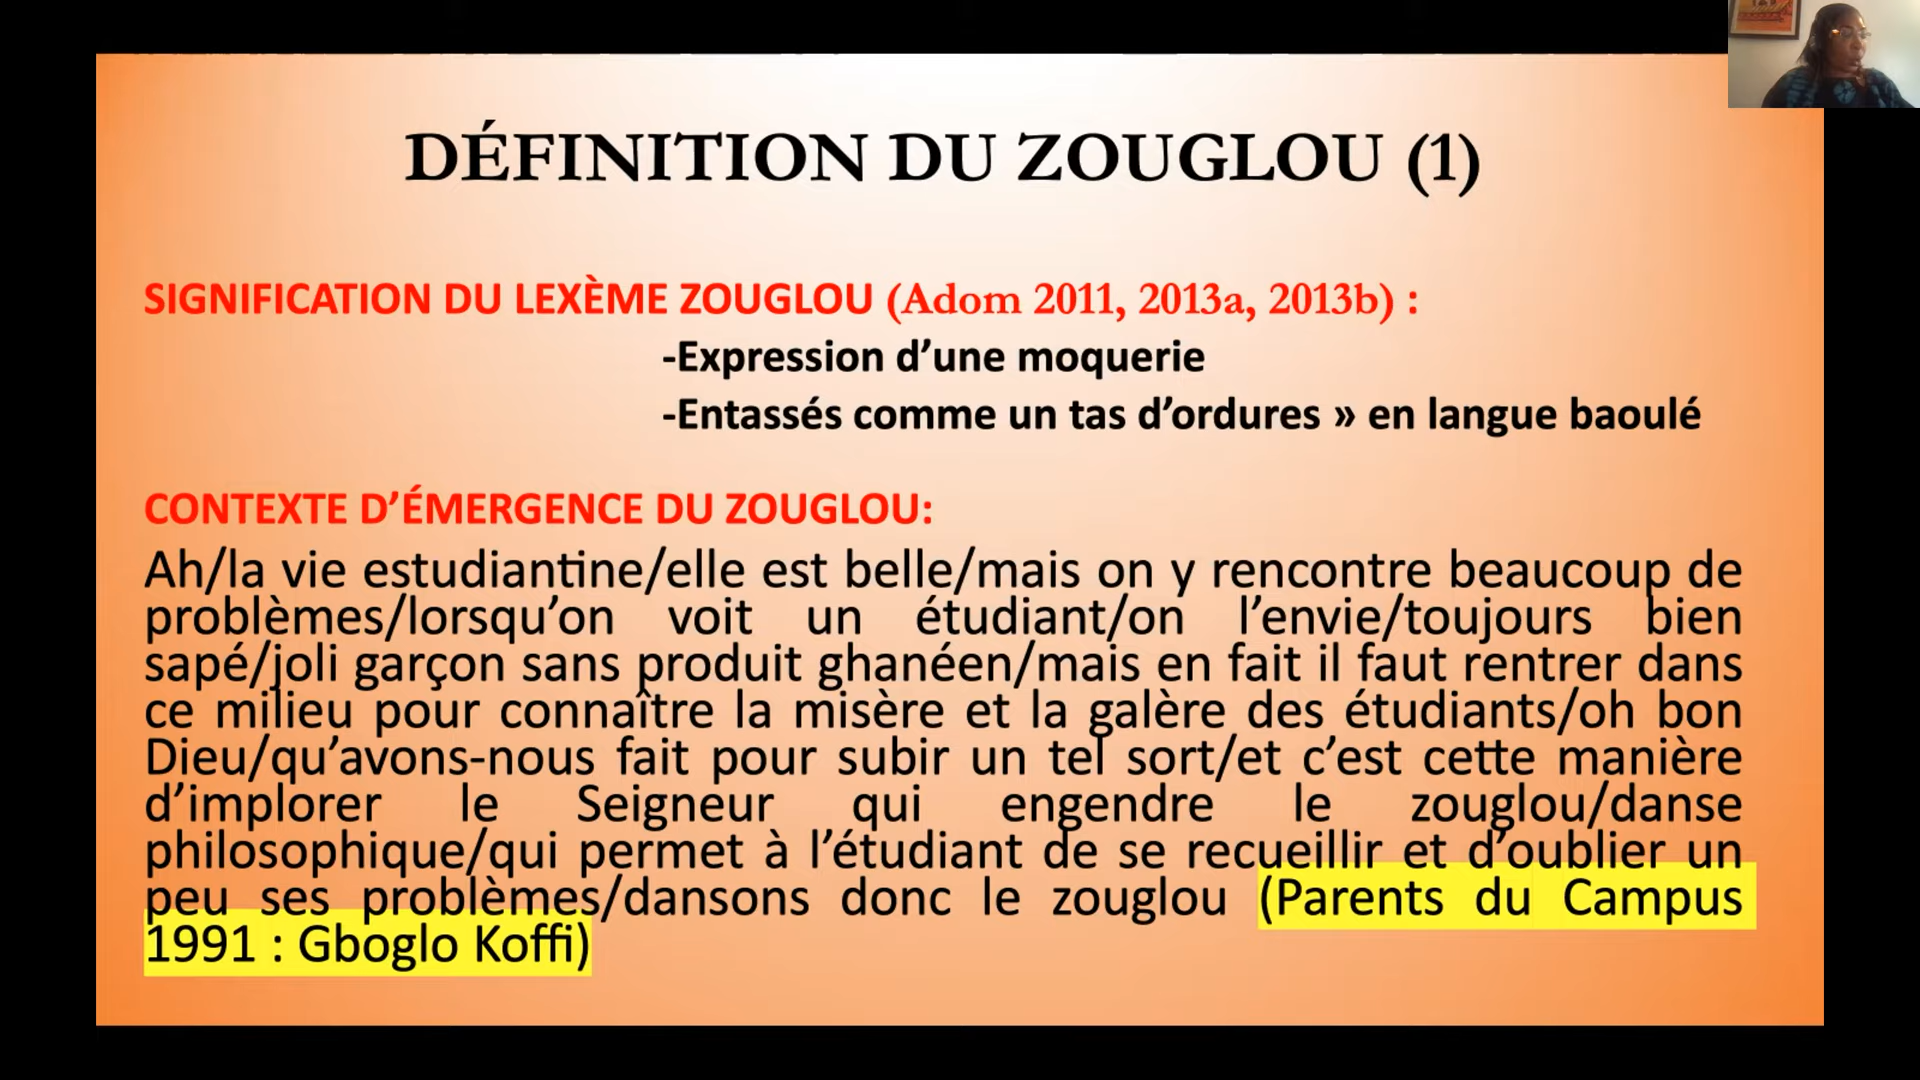 DÉFINITION DU ZOUGLOU (1)
SIGNIFICATION DU LEXÈME ZOUGLOU (Adom 2011, 2013a, 2013b) :
-Expression d’une moquerie
-Entassés comme un tas d’ordures » en langue baoulé
CONTEXTE D’ÉMERGENCE DU ZOUGLOU:
Ah/la vie estudiantine/elle est belle/mais on y rencontre beaucoup de
problèmes/lorsqu’on voit un étudiant/on l’envie/toujours bien
sapé/joli garçon sans produit ghanéen/mais en fait il faut rentrer dans
ce milieu pour connaître la misère et la galère des étudiants/oh bon
Dieu/qu’avons-nous fait pour subir un tel sort/et c’est cette manière
d’implorer le Seigneur qui engendre le zouglou/danse
philosophique/qui permet à l’étudiant de se recueillir et d’oublier un
peu ses problèmes/dansons donc le zouglou (Parents du Campus
1991 : Gboglo Koffi)